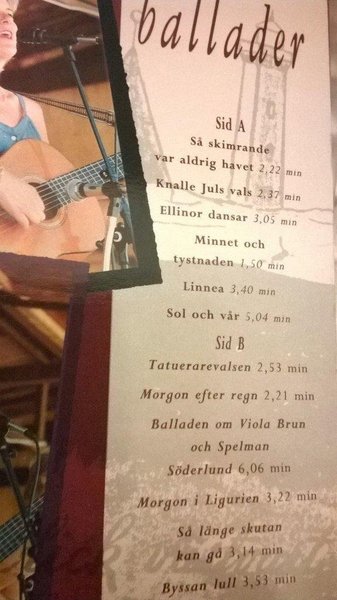 ballader
Sid A
Så skimrande
var aldrig havet 2,22 min
Knalle Juls vals 2,37 min
Ellinor dansar 3,05 min
Minnet och
tystnaden 1,50 min
Linnea 3,40 min
Sol och vår 5,04 min
Sid B
Tatuerarevalsen 2,53 min
Morgon efter regn 2,21 min
Balladen om Viola Brun
och Spelman
Söderlund 6,06 min
Morgon i Ligurien 3,22 min
Så länge skutan
kan gå 3,14 min
Byssan lull 3,53 min